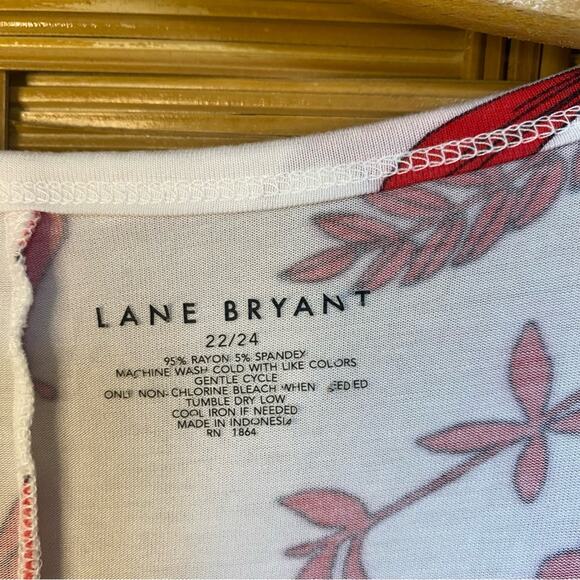 LANE BRYANT
22/24
95% RAYON 5% SPANDEX
MACHINE WASH COLD WITH LIKE COLORS
GENTLE CYCLE
ONLY NON-CHLORINE BLEACH WHEN NEEDED
TUMBLE DRY LOW
COOL IRON IF NEEDED
MADE IN INDONESIA
RN 1864